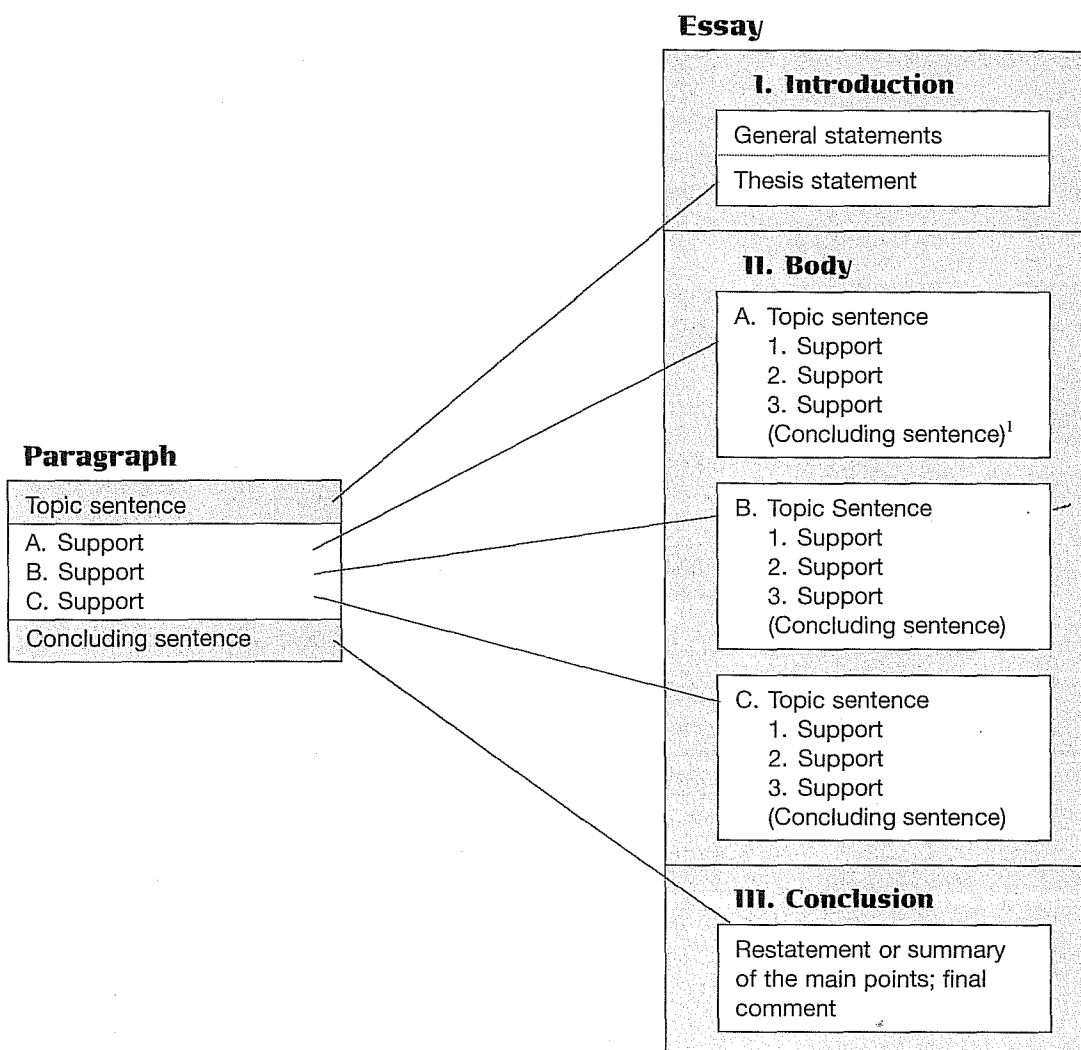 Essay
I. Introduction
General statements
Thesis statement
II. Body
A. Topic sentence
1. Support
2. Support
3. Support
(Concluding sentence)¹
Paragraph
Topic sentence
A. Support
B. Support
C. Support
Concluding sentence
B. Topic Sentence
1. Support
2. Support
3. Support
(Concluding sentence)
C. Topic sentence
1. Support
2. Support
3. Support
(Concluding sentence)
III. Conclusion
Restatement or summary
of the main points; final
comment